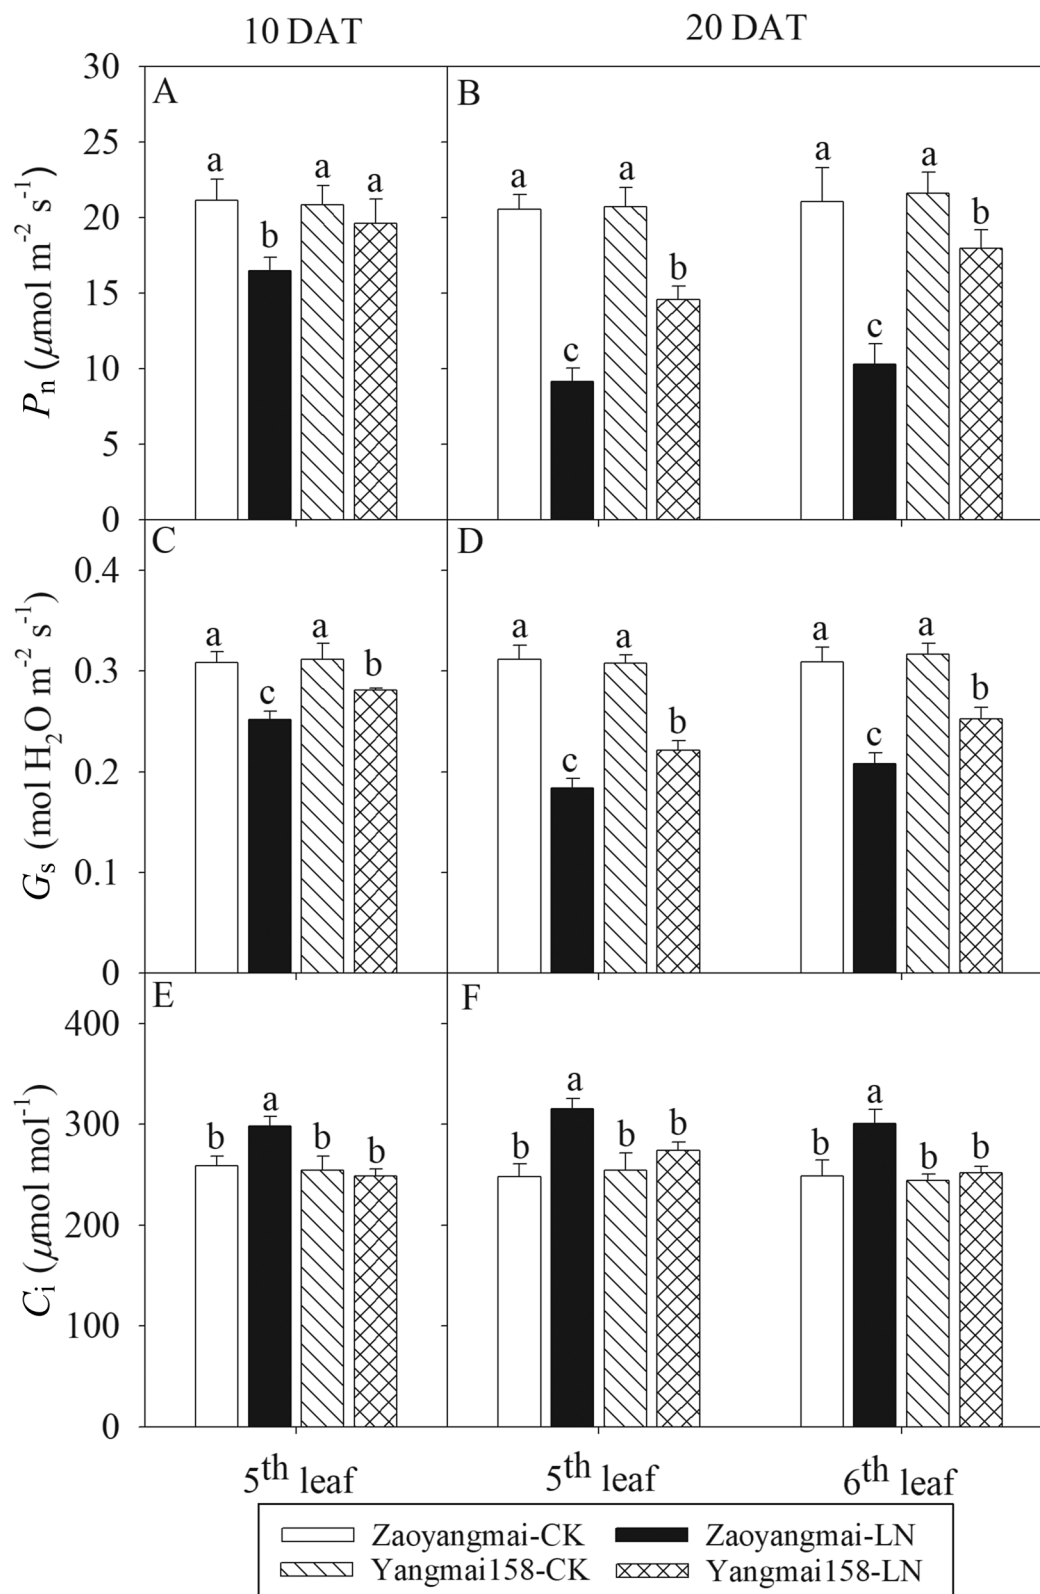 10 DAT 20 DAT
A B
30
25
20
15
10
5
0
Pn (μmol m-2 s-1)
a b a a
a c a b
a c a b
C D
0.4
0.3
0.2
0.1
0
Gs (mol H2O m-2 s-1)
a c a b
a c a b
a c a b
E F
400
300
200
100
0
Ci (μmol mol-1)
b a b b
b a b b
b a b b
5th leaf 5th leaf 6th leaf
Zaoyangmai-CK Zaoyangmai-LN
Yangmai158-CK Yangmai158-LN